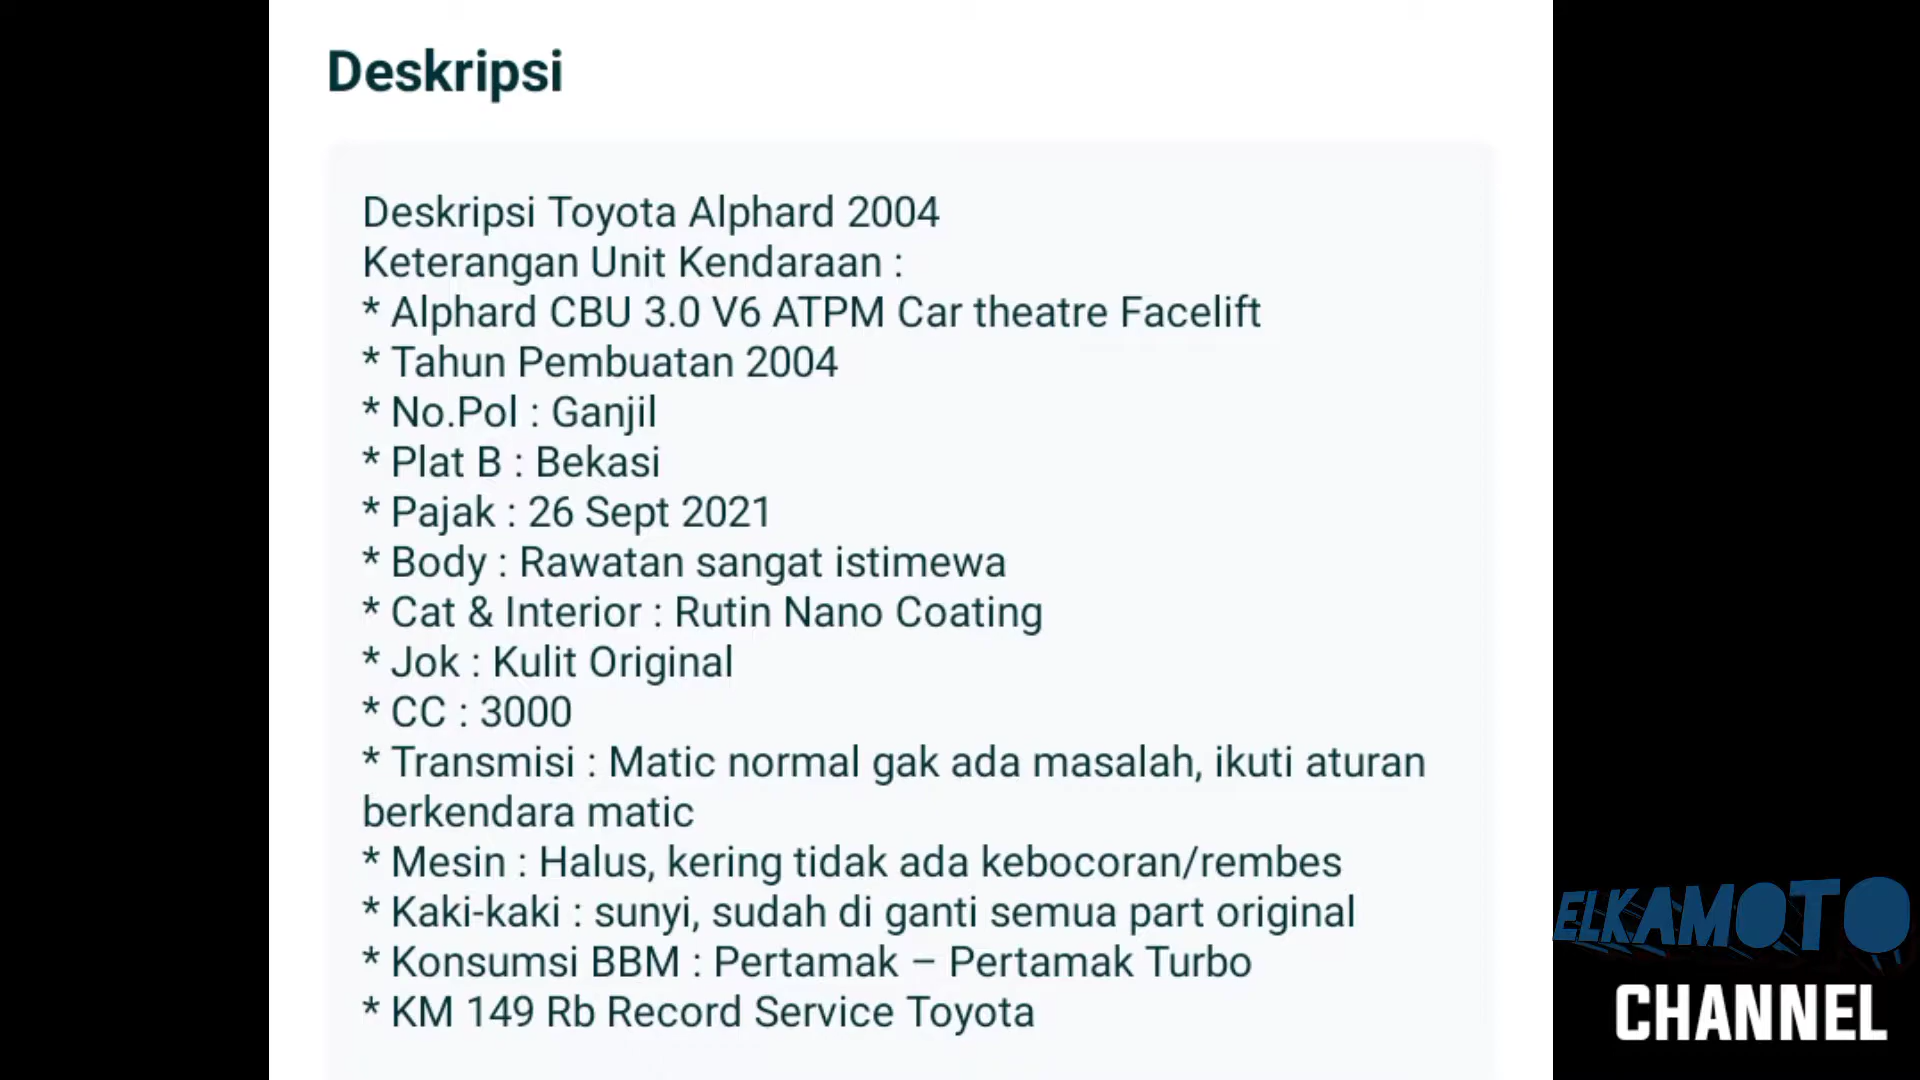 Deskripsi
Deskripsi Toyota Alphard 2004
Keterangan Unit Kendaraan :
* Alphard CBU 3.0 V6 ATPM Car theatre Facelift
* Tahun Pembuatan 2004
* No.Pol : Ganjil
* Plat B : Bekasi
* Pajak : 26 Sept 2021
* Body : Rawatan sangat istimewa
* Cat & Interior : Rutin Nano Coating
* Jok : Kulit Original
* CC : 3000
* Transmisi : Matic normal gak ada masalah, ikuti aturan
berkendara matic
* Mesin : Halus, kering tidak ada kebocoran/rembes
* Kaki-kaki : sunyi, sudah di ganti semua part original
* Konsumsi BBM : Pertamak – Pertamak Turbo
* KM 149 Rb Record Service Toyota
ELKAMOTO
CHANNEL